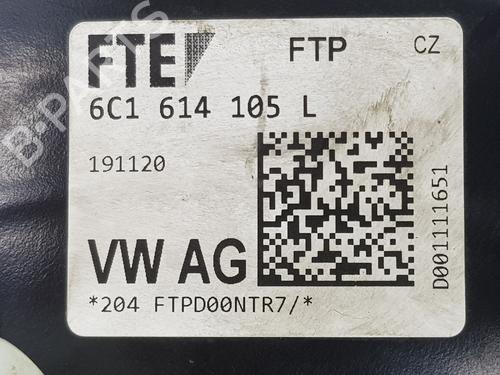 FTE
FTP
CZ
6C1 614 105 L
191120
D001111651
VW AG
*204 FTPD00NTR7/*
B-PARTS